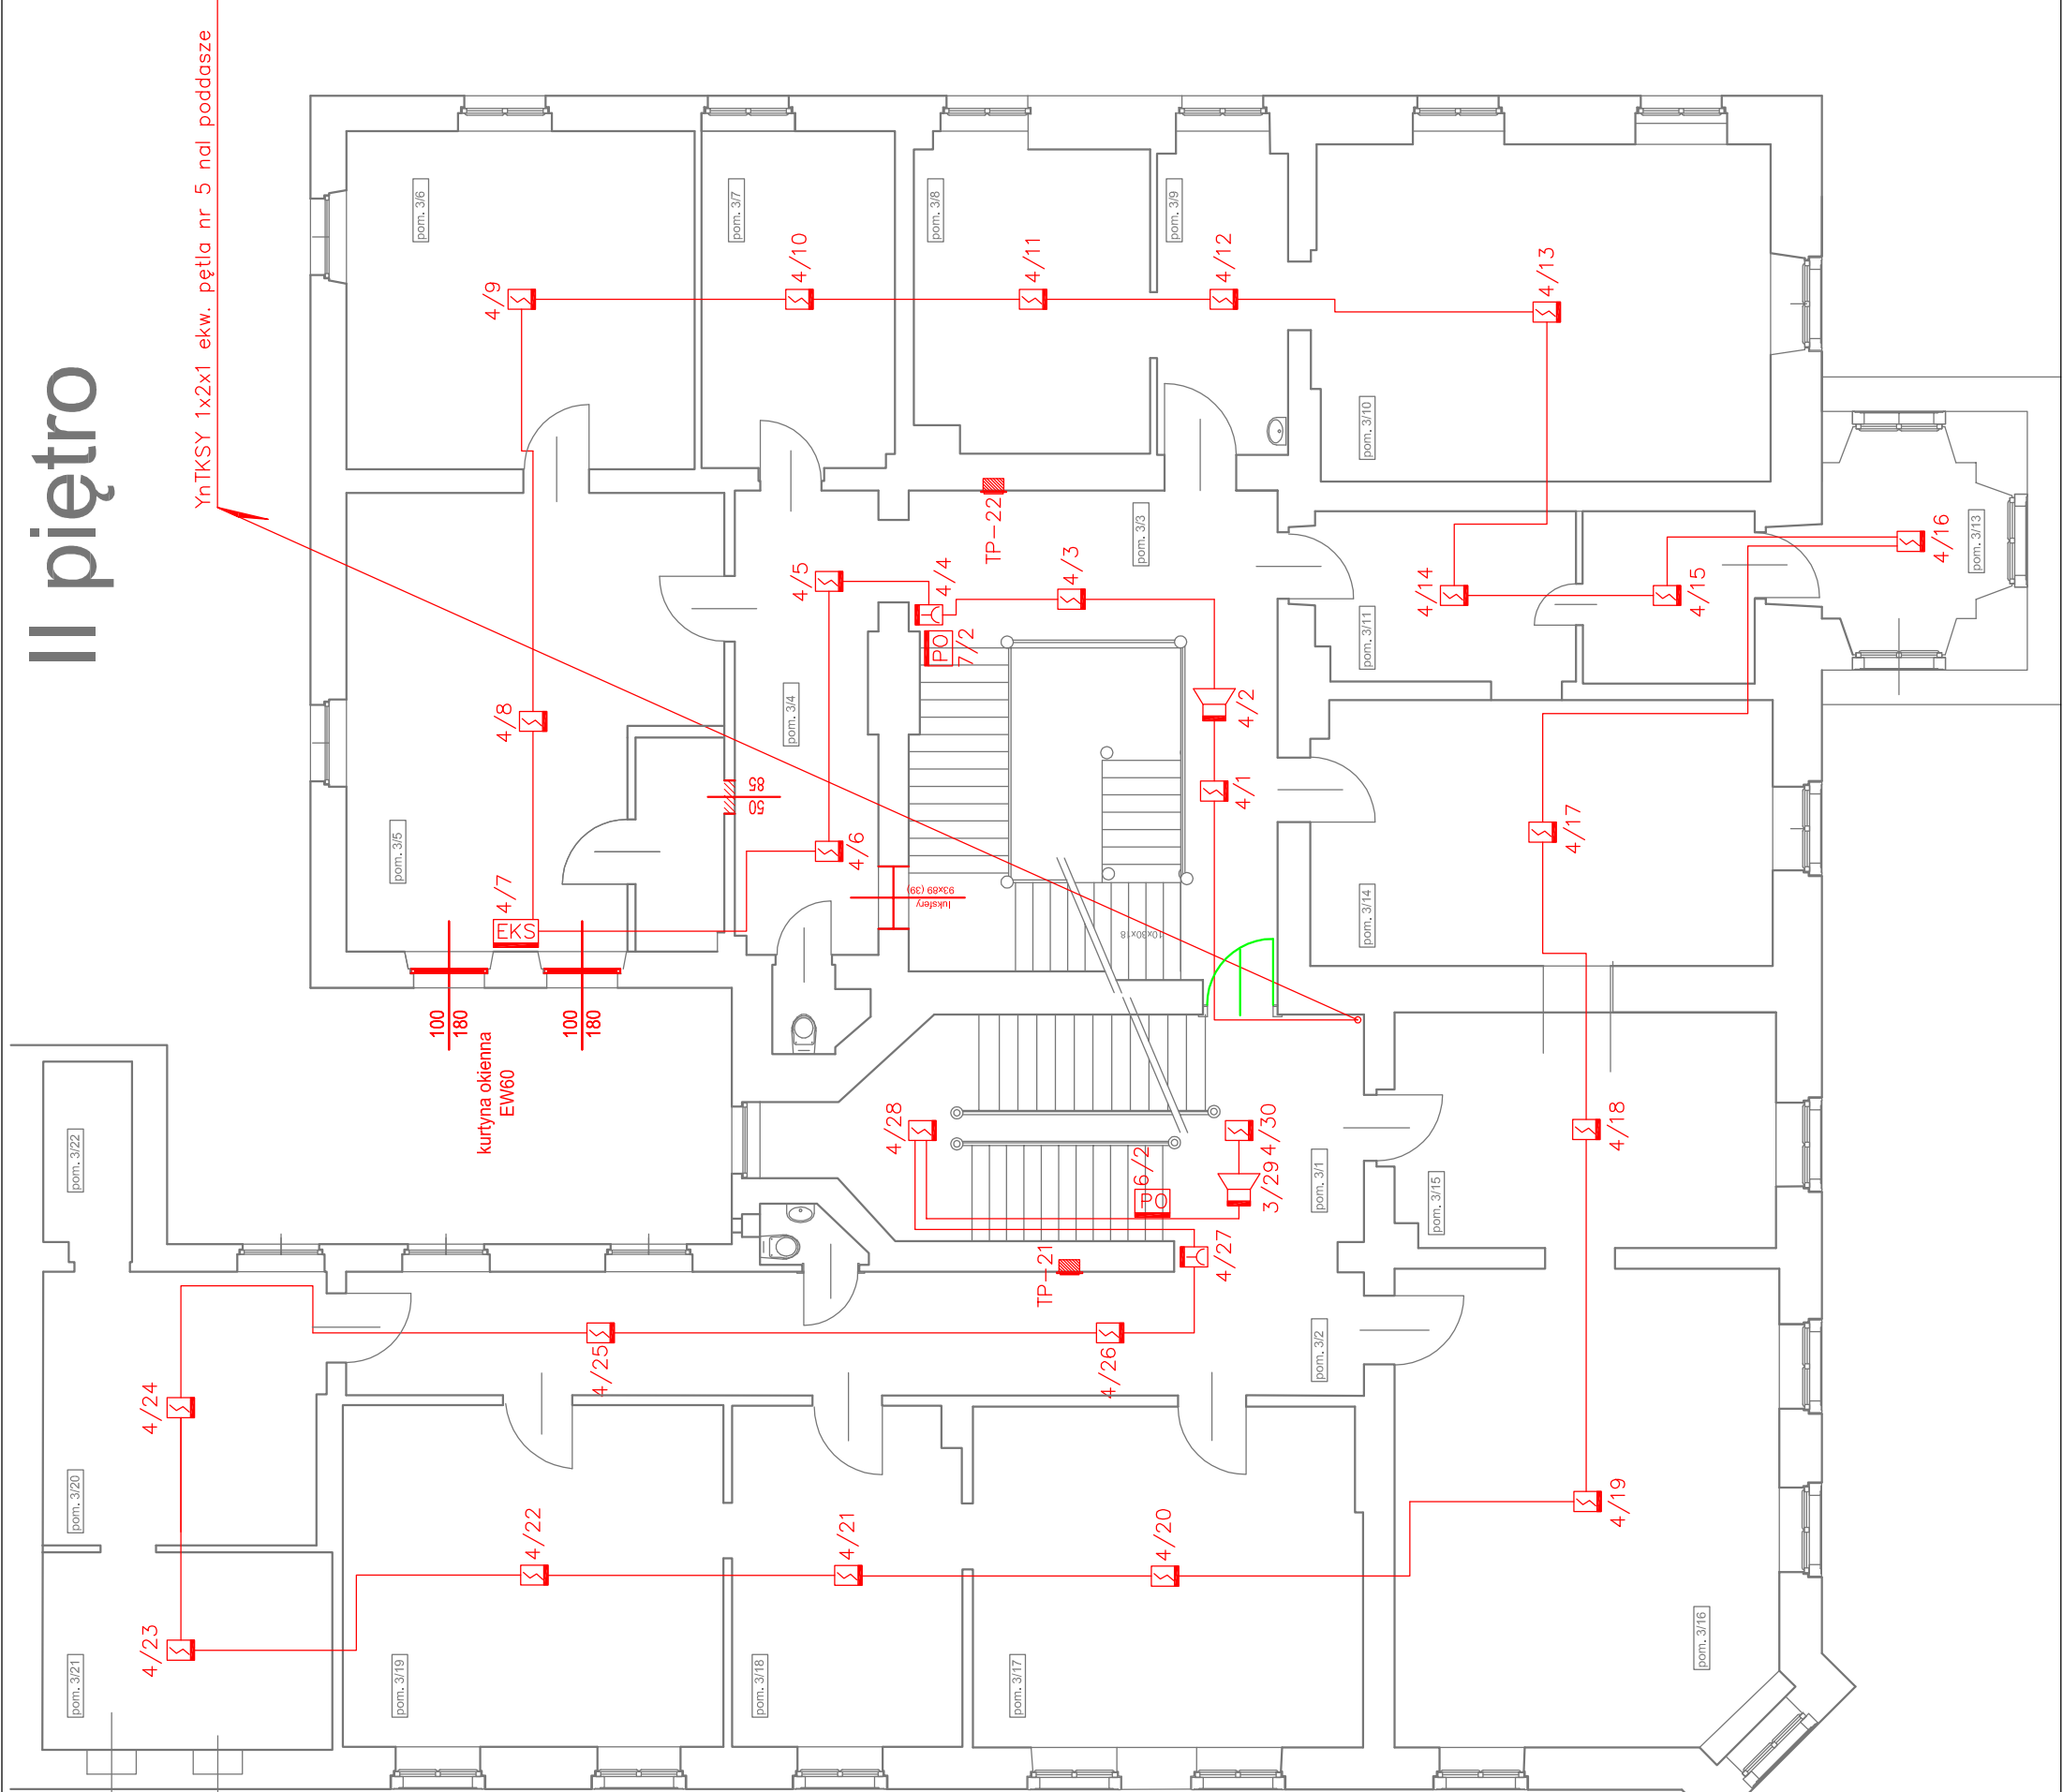 II piętro
YnTKSY 1x2x1 ekw. pętla nr 5 nal poddasze
pom. 3/6
pom. 3/7
pom. 3/8
pom. 3/9
4/9
4/10
4/11
4/12
4/13
pom. 3/10
TP-22
pom. 3/3
4/5
4/4
4/3
PO
7/2
4/14
4/15
4/16
pom. 3/13
pom. 3/11
4/8
pom. 3/4
4/2
4/1
85
50
pom. 3/5
4/6
4/17
4/7
EKS
luksfery
93x89 (39)
10x30x18
pom. 3/14
100
180
100
180
kurtyna okienna
EW60
pom. 3/22
4/28
4/30
6/2
PO
3/29
pom. 3/1
4/18
pom. 3/15
4/27
TP-21
4/25
4/26
pom. 3/2
4/24
pom. 3/20
4/22
4/21
4/20
4/19
4/23
pom. 3/21
pom. 3/19
pom. 3/18
pom. 3/17
pom. 3/16